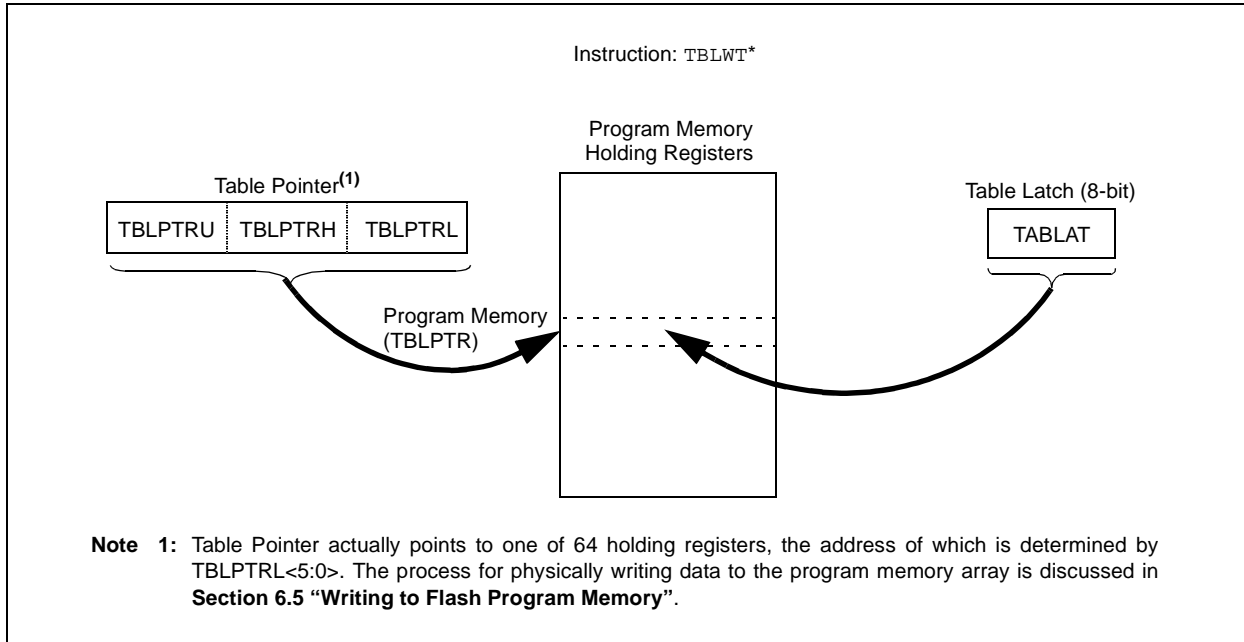 Instruction: TBLWT*
Program Memory
Holding Registers
Table Pointer(1)
Table Latch (8-bit)
TBLPTRU TBLPTRH TBLPTRL
TABLAT
Program Memory
(TBLPTR)
Note 1: Table Pointer actually points to one of 64 holding registers, the address of which is determined by
TBLPTRL<5:0>. The process for physically writing data to the program memory array is discussed in
Section 6.5 “Writing to Flash Program Memory”.